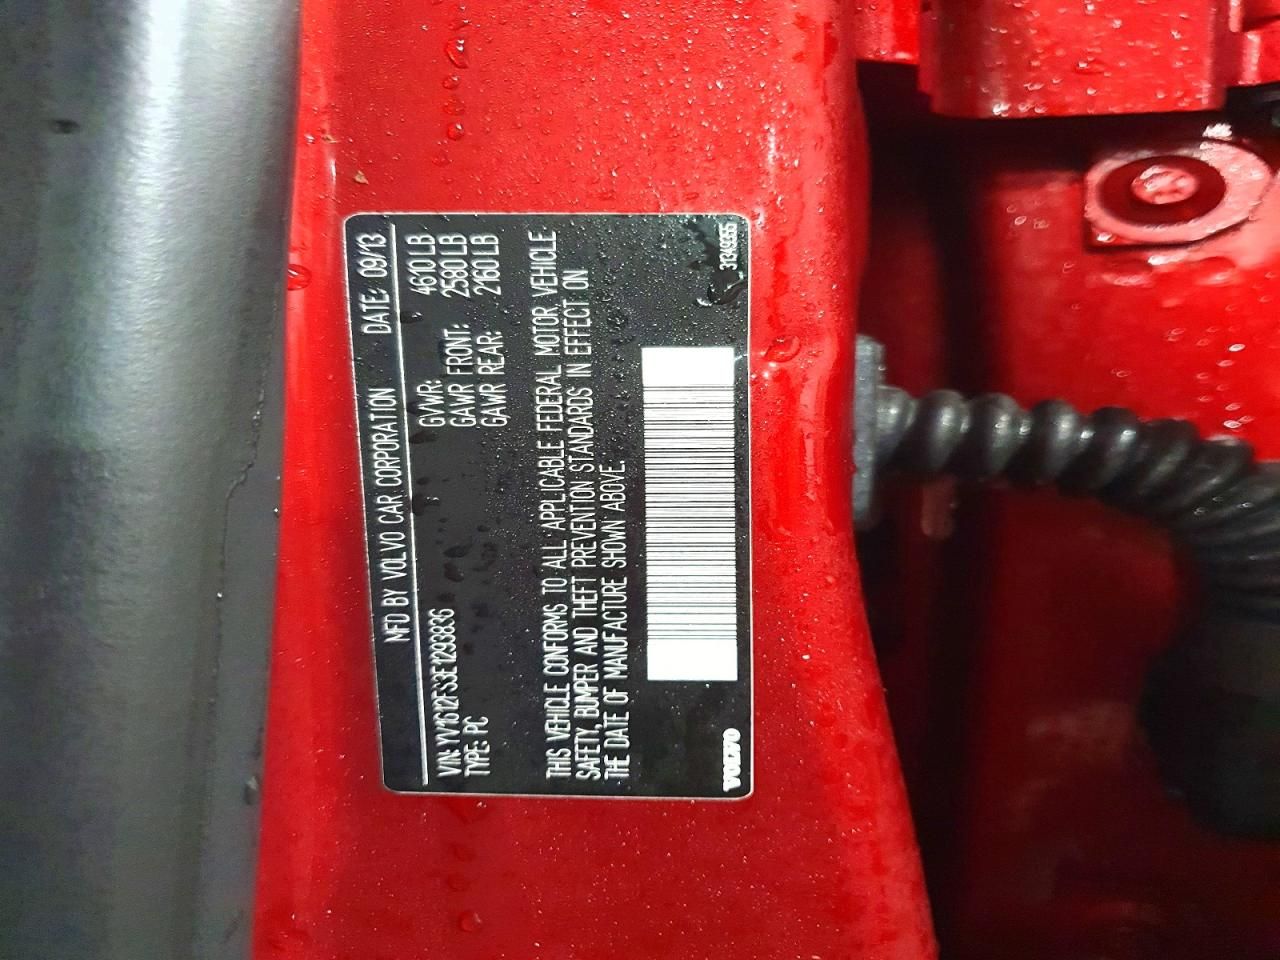 MFD BY VOLVO CAR CORPORATION DATE: 09/13
VIN: YV1612FS3E1293836 GVWR: 4610 LB
TYPE: PC GAWR FRONT: 2580 LB
GAWR REAR: 2160 LB
THIS VEHICLE CONFORMS TO ALL APPLICABLE FEDERAL MOTOR VEHICLE
SAFETY, BUMPER AND THEFT PREVENTION STANDARDS IN EFFECT ON
THE DATE OF MANUFACTURE SHOWN ABOVE.
VOLVO 31349355